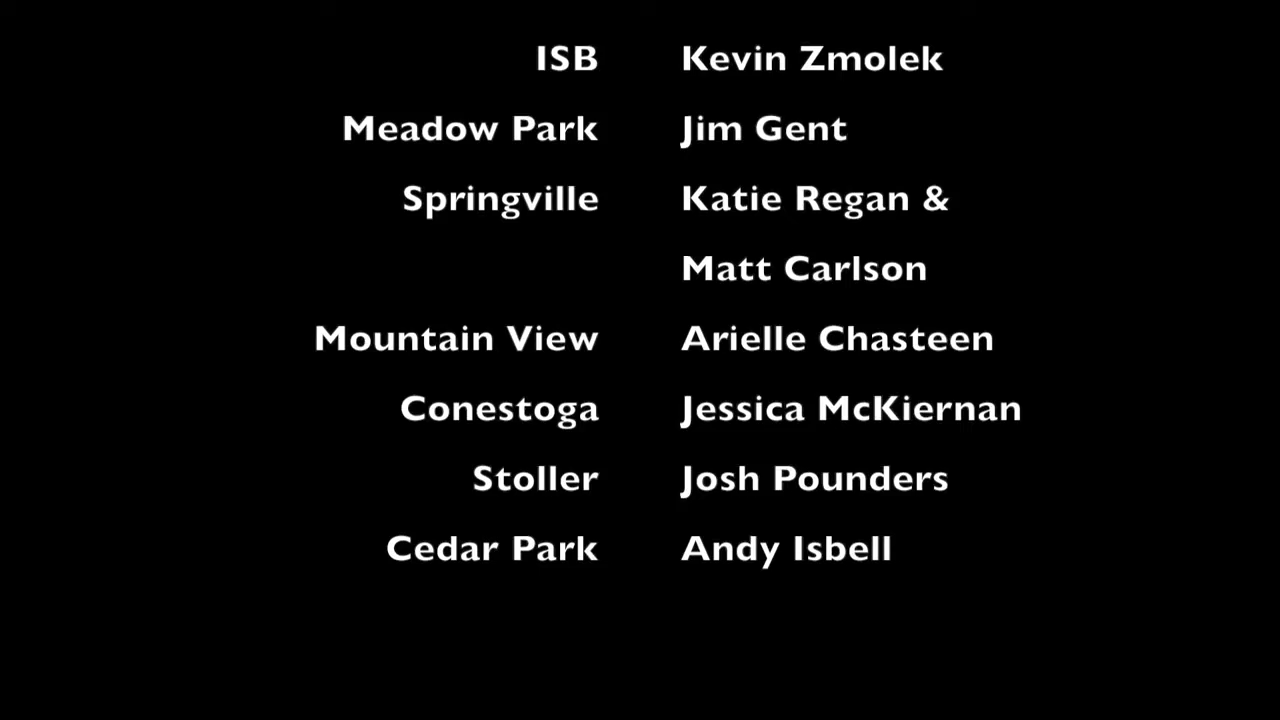 ISB Kevin Zmolek
Meadow Park Jim Gent
Springville Katie Regan &
Matt Carlson
Mountain View Arielle Chasteen
Conestoga Jessica McKiernan
Stoller Josh Pounders
Cedar Park Andy Isbell